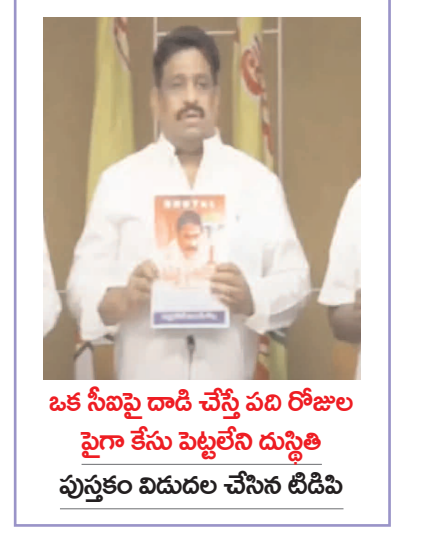 ఒక సీఐపై దాడి చేస్తే పది రోజుల
పైగా కేసు పెట్టలేని దుస్థితి
పుస్తకం విడుదల చేసిన టిడిపి